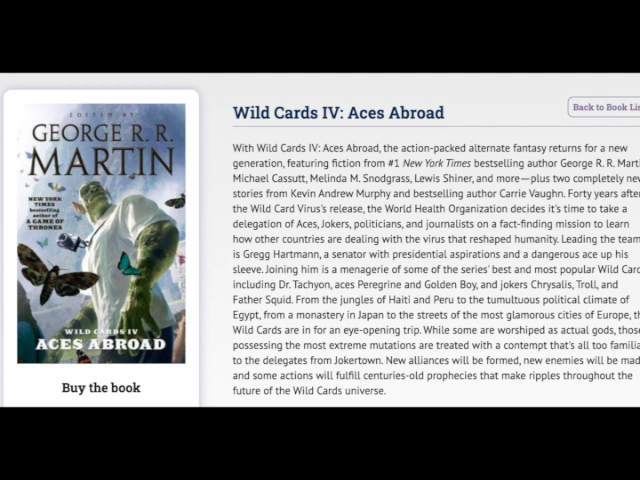 EDITED BY
GEORGE R. R.
MARTIN
NEW YORK
TIMES
bestselling
author of
A GAME OF
THRONES
WILD CARDS IV
ACES ABROAD
Buy the book
Wild Cards IV: Aces Abroad
Back to Book Lis
With Wild Cards IV: Aces Abroad, the action-packed alternate fantasy returns for a new
generation, featuring fiction from #1 New York Times bestselling author George R. R. Marti
Michael Cassutt, Melinda M. Snodgrass, Lewis Shiner, and more—plus two completely new
stories from Kevin Andrew Murphy and bestselling author Carrie Vaughn. Forty years after
the Wild Card Virus's release, the World Health Organization decides it's time to take a
delegation of Aces, Jokers, politicians, and journalists on a fact-finding mission to learn
how other countries are dealing with the virus that reshaped humanity. Leading the team
is Gregg Hartmann, a senator with presidential aspirations and a dangerous ace up his
sleeve. Joining him is a menagerie of some of the series' best and most popular Wild Card
including Dr. Tachyon, aces Peregrine and Golden Boy, and jokers Chrysalis, Troll, and
Father Squid. From the jungles of Haiti and Peru to the tumultuous political climate of
Egypt, from a monastery in Japan to the streets of the most glamorous cities of Europe, th
Wild Cards are in for an eye-opening trip. While some are worshiped as actual gods, those
possessing the most extreme mutations are treated with a contempt that's all too familia
to the delegates from Jokertown. New alliances will be formed, new enemies will be mad
and some actions will fulfill centuries-old prophecies that make ripples throughout the
future of the Wild Cards universe.